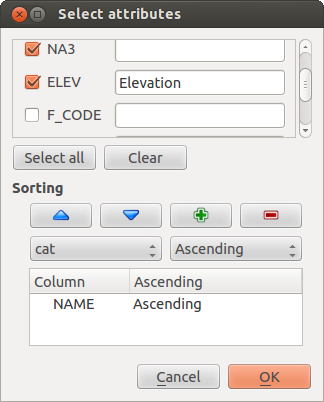 Select attributes
NA3
ELEV Elevation
F_CODE
Select all Clear
Sorting
cat Ascending
Column Ascending
NAME Ascending
Cancel OK